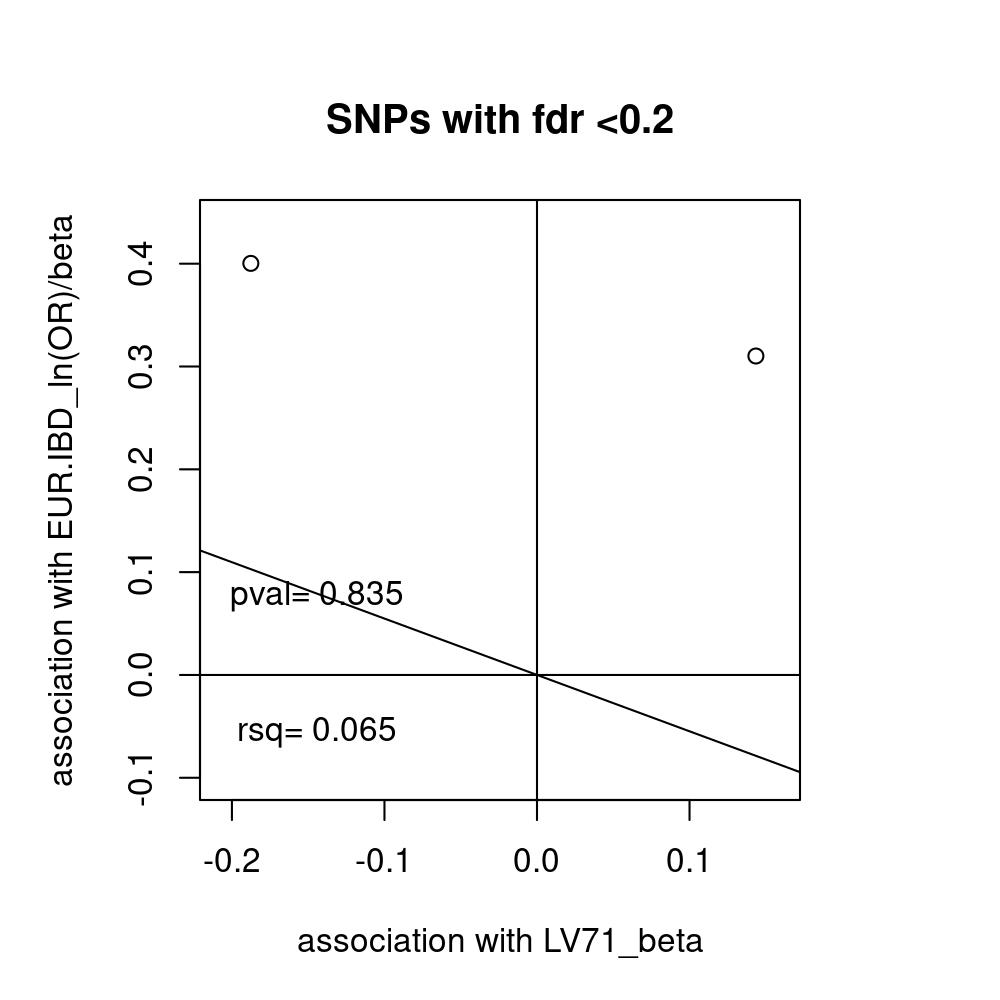 SNPs with fdr <0.2
association with EUR.IBD_ln(OR)/beta
0.4
0.3
0.2
0.1
0.0
-0.1
pval= 0.835
rsq= 0.065
-0.2
-0.1
0.0
0.1
association with LV71_beta